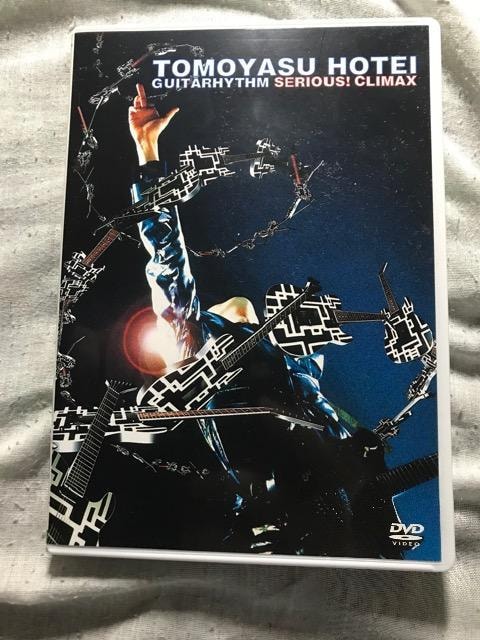 TOMOYASU HOTEI
GUITARHYTHM SERIOUS! CLIMAX
DVD
VIDEO